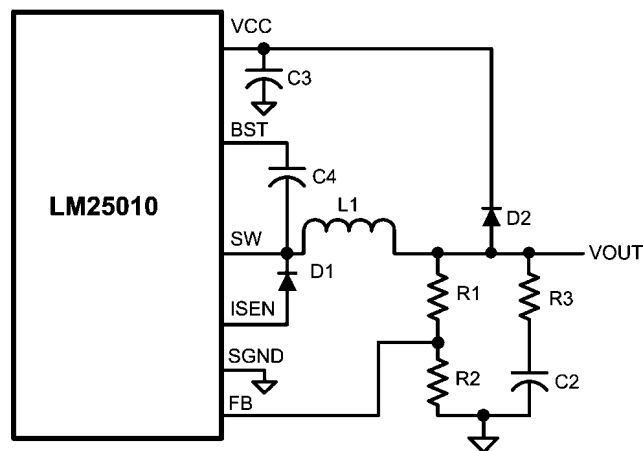 VCC
C3
BST
C4
LM25010
L1
SW
D2
D1
VOUT
ISEN
R1
R3
SGND
R2
C2
FB